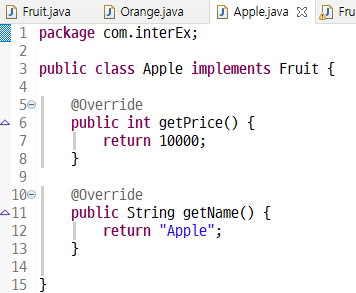 Fruit.java Orange.java Apple.java Fr
1 package com.interEx;
2
3 public class Apple implements Fruit {
4
5 @Override
6 public int getPrice() {
7 return 10000;
8 }
9
10 @Override
11 public String getName() {
12 return "Apple";
13 }
14
15 }